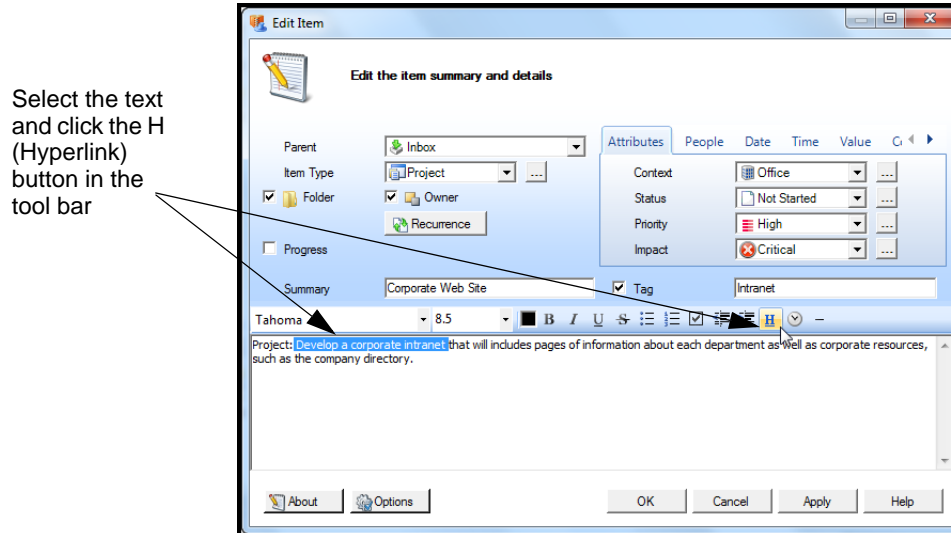 Edit Item
Edit the item summary and details
Select the text
and click the H
(Hyperlink)
button in the
tool bar
Parent
Inbox
Item Type
Project
...
Folder
Owner
Recurrence
Progress
Summary
Corporate Web Site
Attributes People Date Time Value
Context
Office
...
Status
Not Started
...
Priority
High
...
Impact
Critical
...
Tag
Intranet
Tahoma 8.5 B I U S H
Project: Develop a corporate intranet that will includes pages of information about each department as well as corporate resources,
such as the company directory.
About Options OK Cancel Apply Help